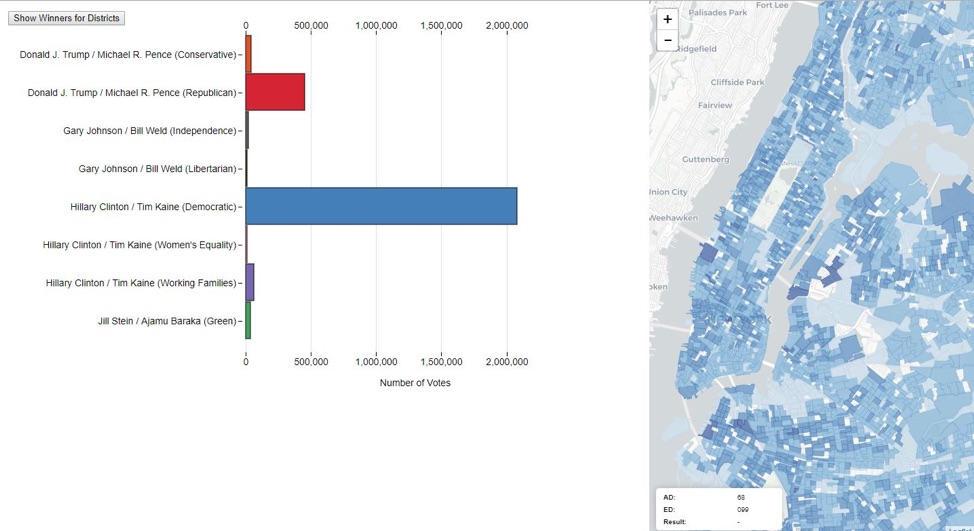 Show Winners for Districts
0 500,000 1,000,000 1,500,000 2,000,000
Donald J. Trump / Michael R. Pence (Conservative)
Donald J. Trump / Michael R. Pence (Republican)
Gary Johnson / Bill Weld (Independence)
Gary Johnson / Bill Weld (Libertarian)
Hillary Clinton / Tim Kaine (Democratic)
Hillary Clinton / Tim Kaine (Women's Equality)
Hillary Clinton / Tim Kaine (Working Families)
Jill Stein / Ajamu Baraka (Green)
0 500,000 1,000,000 1,500,000 2,000,000
Number of Votes
+
−
Fort Lee
Palisades Park
Ridgefield
Cliffside Park
Fairview
Guttenberg
Union City
Weehawken
oken
AD: 68
ED: 099
Result: -